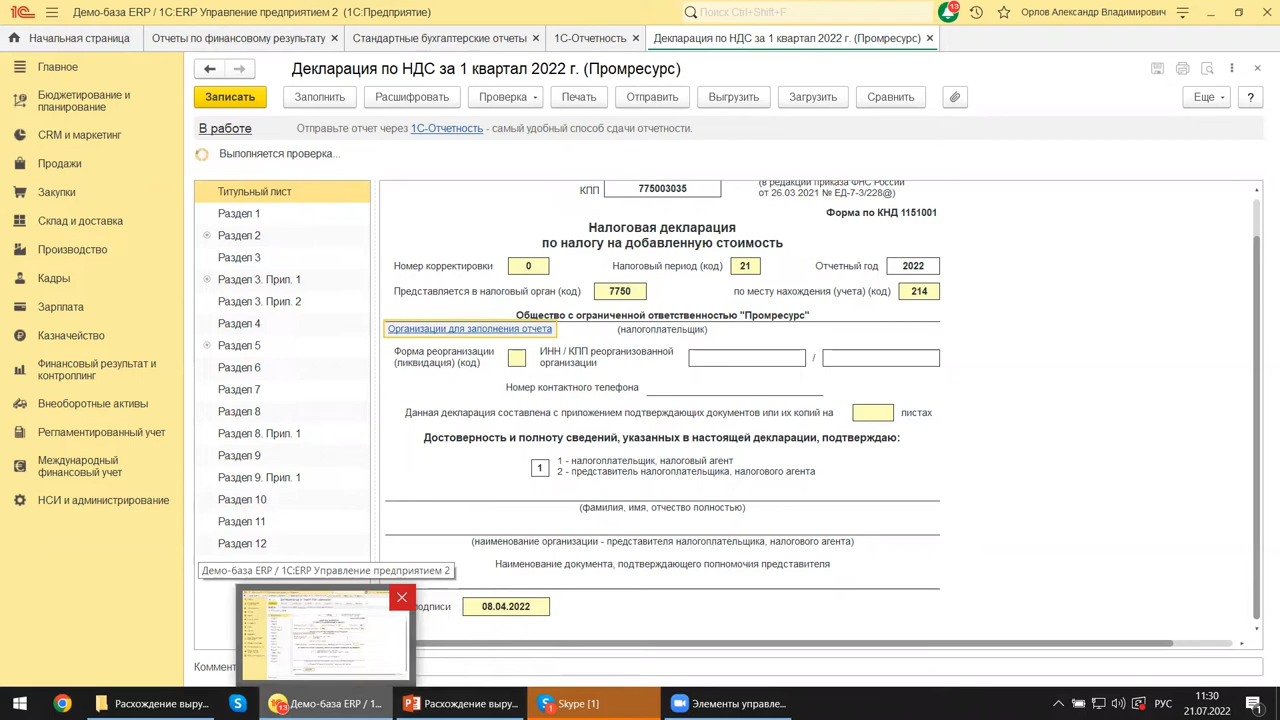 Демо-база ERP / 1С:ERP Управление предприятием 2 (1С:Предприятие)
Поиск Ctrl+Shift+F
13
Орлов Александр Владимирович
Начальная страница
Отчеты по финансовому результату
Стандартные бухгалтерские отчеты
1С-Отчетность
Декларация по НДС за 1 квартал 2022 г. (Промресурс)
Главное
Бюджетирование и
планирование
CRM и маркетинг
Продажи
Закупки
Склад и доставка
Производство
Кадры
Зарплата
Казначейство
Финансовый результат и
контроллинг
Внеоборотные активы
Регламентированный учет
Международный
финансовый учет
НСИ и администрирование
Декларация по НДС за 1 квартал 2022 г. (Промресурс)
Записать
Заполнить
Расшифровать
Проверка
Печать
Отправить
Выгрузить
Загрузить
Сравнить
Еще
?
В работе
Отправьте отчет через 1С-Отчетность - самый удобный способ сдачи отчетности.
Выполняется проверка...
Титульный лист
Раздел 1
Раздел 2
Раздел 3
Раздел 3. Прип. 1
Раздел 3. Прип. 2
Раздел 4
Раздел 5
Раздел 6
Раздел 7
Раздел 8
Раздел 8. Прип. 1
Раздел 9
Раздел 9. Прип. 1
Раздел 10
Раздел 11
Раздел 12
КПП 775003035
(в редакции приказа ФНС России
от 26.03.2021 № ЕД-7-3/228@)
Форма по КНД 1151001
Налоговая декларация
по налогу на добавленную стоимость
Номер корректировки 0
Налоговый период (код) 21
Отчетный год 2022
Представляется в налоговый орган (код) 7750
по месту нахождения (учета) (код) 214
Общество с ограниченной ответственностью "Промресурс"
Организации для заполнения отчета
(налогоплательщик)
Форма реорганизации
(ликвидация) (код)
ИНН / КПП реорганизованной
организации
/
Номер контактного телефона
Данная декларация составлена с приложением подтверждающих документов или их копий на листах
Достоверность и полноту сведений, указанных в настоящей декларации, подтверждаю:
1
1 - налогоплательщик, налоговый агент
2 - представитель налогоплательщика, налогового агента
(фамилия, имя, отчество полностью)
(наименование организации - представителя налогоплательщика, налогового агента)
Наименование документа, подтверждающего полномочия представителя
Демо-база ERP / 1С:ERP Управление предприятием 2
.04.2022
Коммент
Расхождение выру...
13
Демо-база ERP / 1...
Расхождение выру...
Skype [1]
Элементы управле...
РУС
11:30
21.07.2022